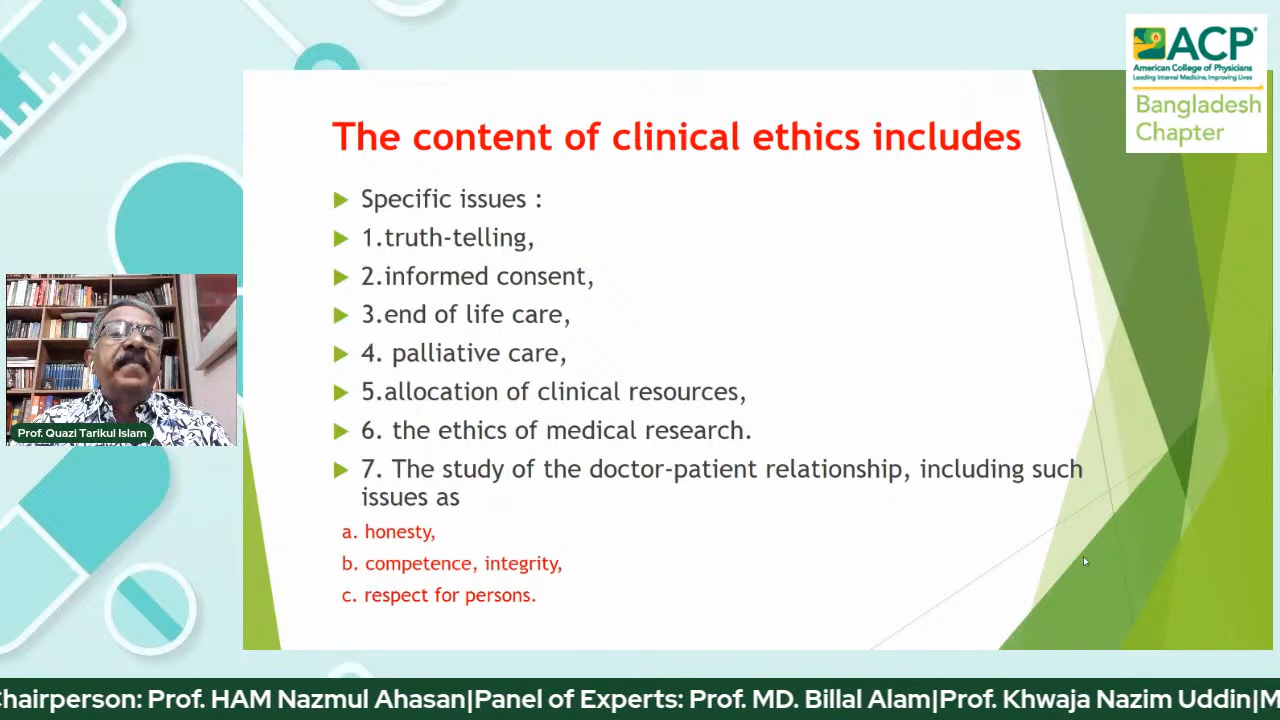 ACP
American College of Physicians
Leading Internal Medicine, Improving Lives
Bangladesh
Chapter
The content of clinical ethics includes
Specific issues :
1.truth-telling,
2.informed consent,
3.end of life care,
4. palliative care,
5.allocation of clinical resources,
6. the ethics of medical research.
7. The study of the doctor-patient relationship, including such
issues as
a. honesty,
b. competence, integrity,
c. respect for persons.
Prof. Quazi Tarikul Islam
Chairperson: Prof. HAM Nazmul Ahasan|Panel of Experts: Prof. MD. Billal Alam|Prof. Khwaja Nazim Uddin|M